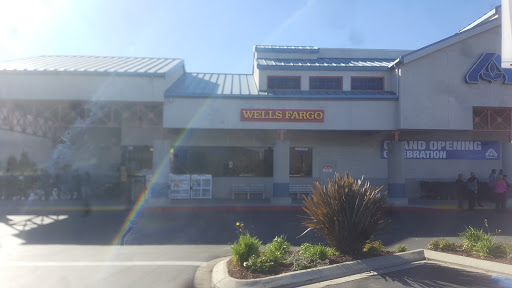 WELLS FARGO
GRAND OPENING
CELEBRATION